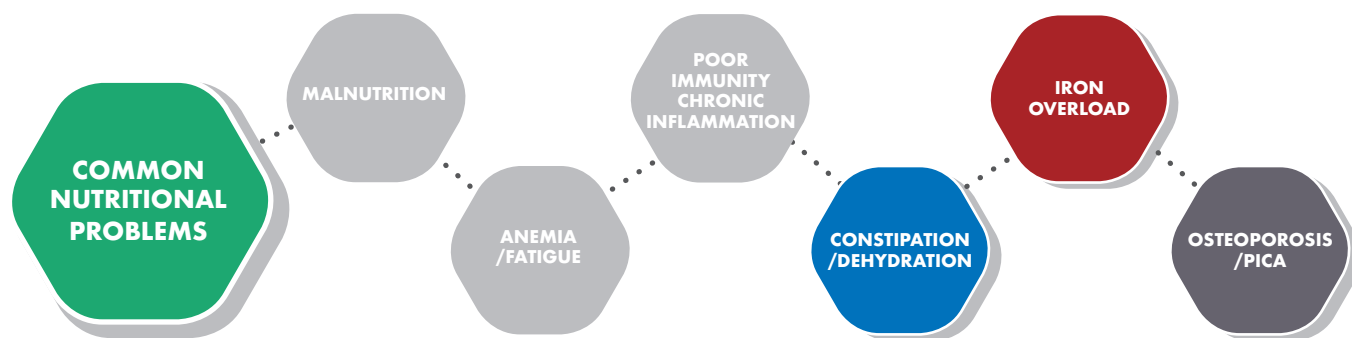 COMMON
NUTRITIONAL
PROBLEMS
MALNUTRITION
ANEMIA
/FATIGUE
POOR
IMMUNITY
CHRONIC
INFLAMMATION
CONSTIPATION
/DEHYDRATION
IRON
OVERLOAD
OSTEOPOROSIS
/PICA